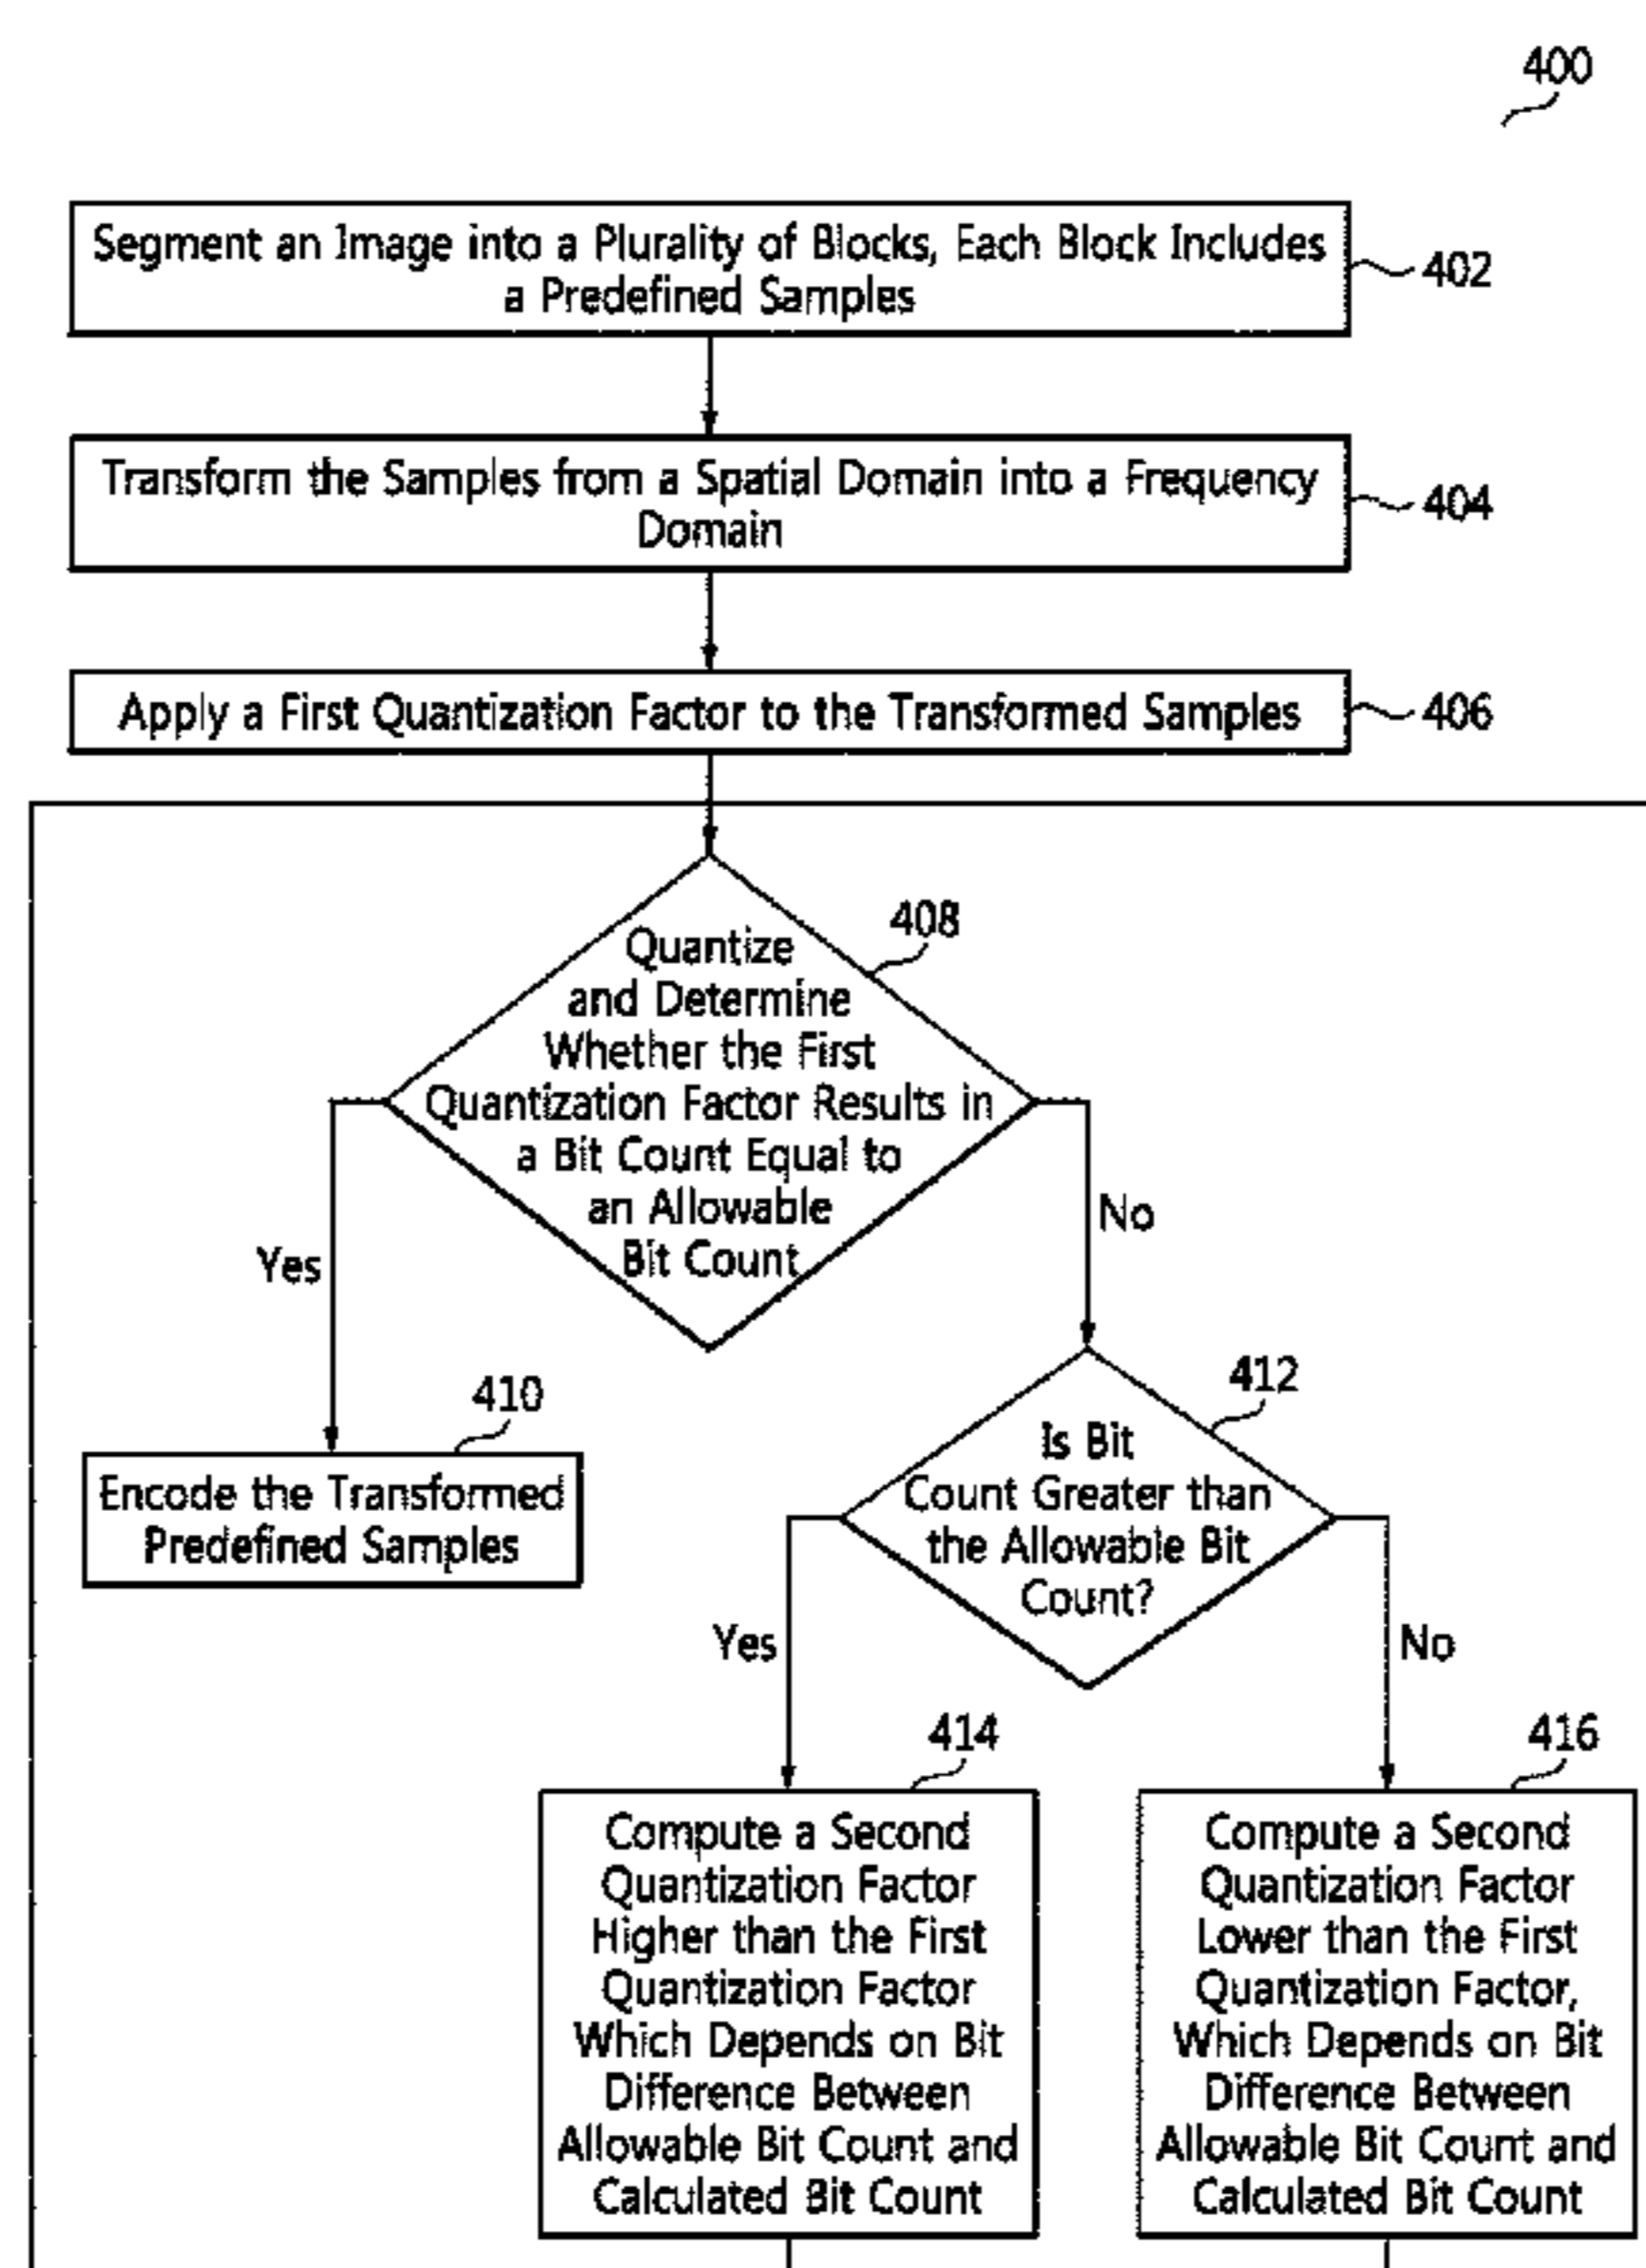 400
Segment an Image into a Plurality of Blocks, Each Block Includes
a Predefined Samples
402
Transform the Samples from a Spatial Domain into a Frequency
Domain
404
Apply a First Quantization Factor to the Transformed Samples
406
408
Quantize
and Determine
Whether the First
Quantization Factor Results in
a Bit Count Equal to
an Allowable
Bit Count
Yes
No
410
Encode the Transformed
Predefined Samples
412
Is Bit
Count Greater than
the Allowable Bit
Count?
Yes
No
414
Compute a Second
Quantization Factor
Higher than the First
Quantization Factor
Which Depends on Bit
Difference Between
Allowable Bit Count and
Calculated Bit Count
416
Compute a Second
Quantization Factor
Lower than the First
Quantization Factor,
Which Depends on Bit
Difference Between
Allowable Bit Count and
Calculated Bit Count